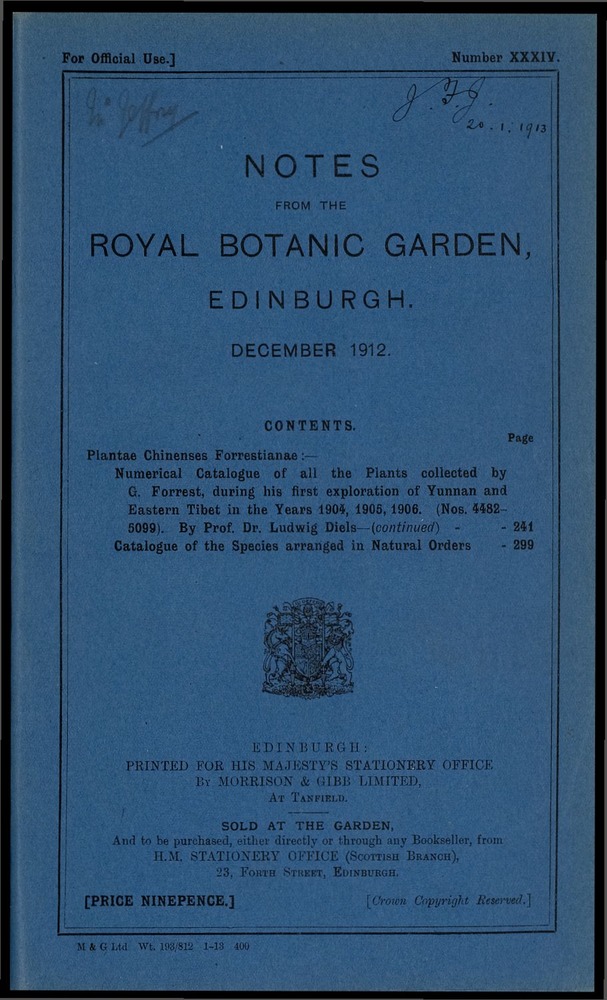 For Official Use.]
Number XXXIV.
J. F. J.
20. 1. 1913
NOTES
FROM THE
ROYAL BOTANIC GARDEN,
EDINBURGH.
DECEMBER 1912.
CONTENTS.
Page
Plantae Chinenses Forrestianae :—
Numerical Catalogue of all the Plants collected by
G. Forrest, during his first exploration of Yunnan and
Eastern Tibet in the Years 1904, 1905, 1906. (Nos. 4482–
5099). By Prof. Dr. Ludwig Diels—(continued) - - 241
Catalogue of the Species arranged in Natural Orders - 299
EDINBURGH:
PRINTED FOR HIS MAJESTY'S STATIONERY OFFICE
BY MORRISON & GIBB LIMITED,
AT TANFIELD.
SOLD AT THE GARDEN,
And to be purchased, either directly or through any Bookseller, from
H.M. STATIONERY OFFICE (SCOTTISH BRANCH),
23, FORTH STREET, EDINBURGH.
[PRICE NINEPENCE.]
[Crown Copyright Reserved.]
M & G Ltd. Wt. 193/812 1–13 400